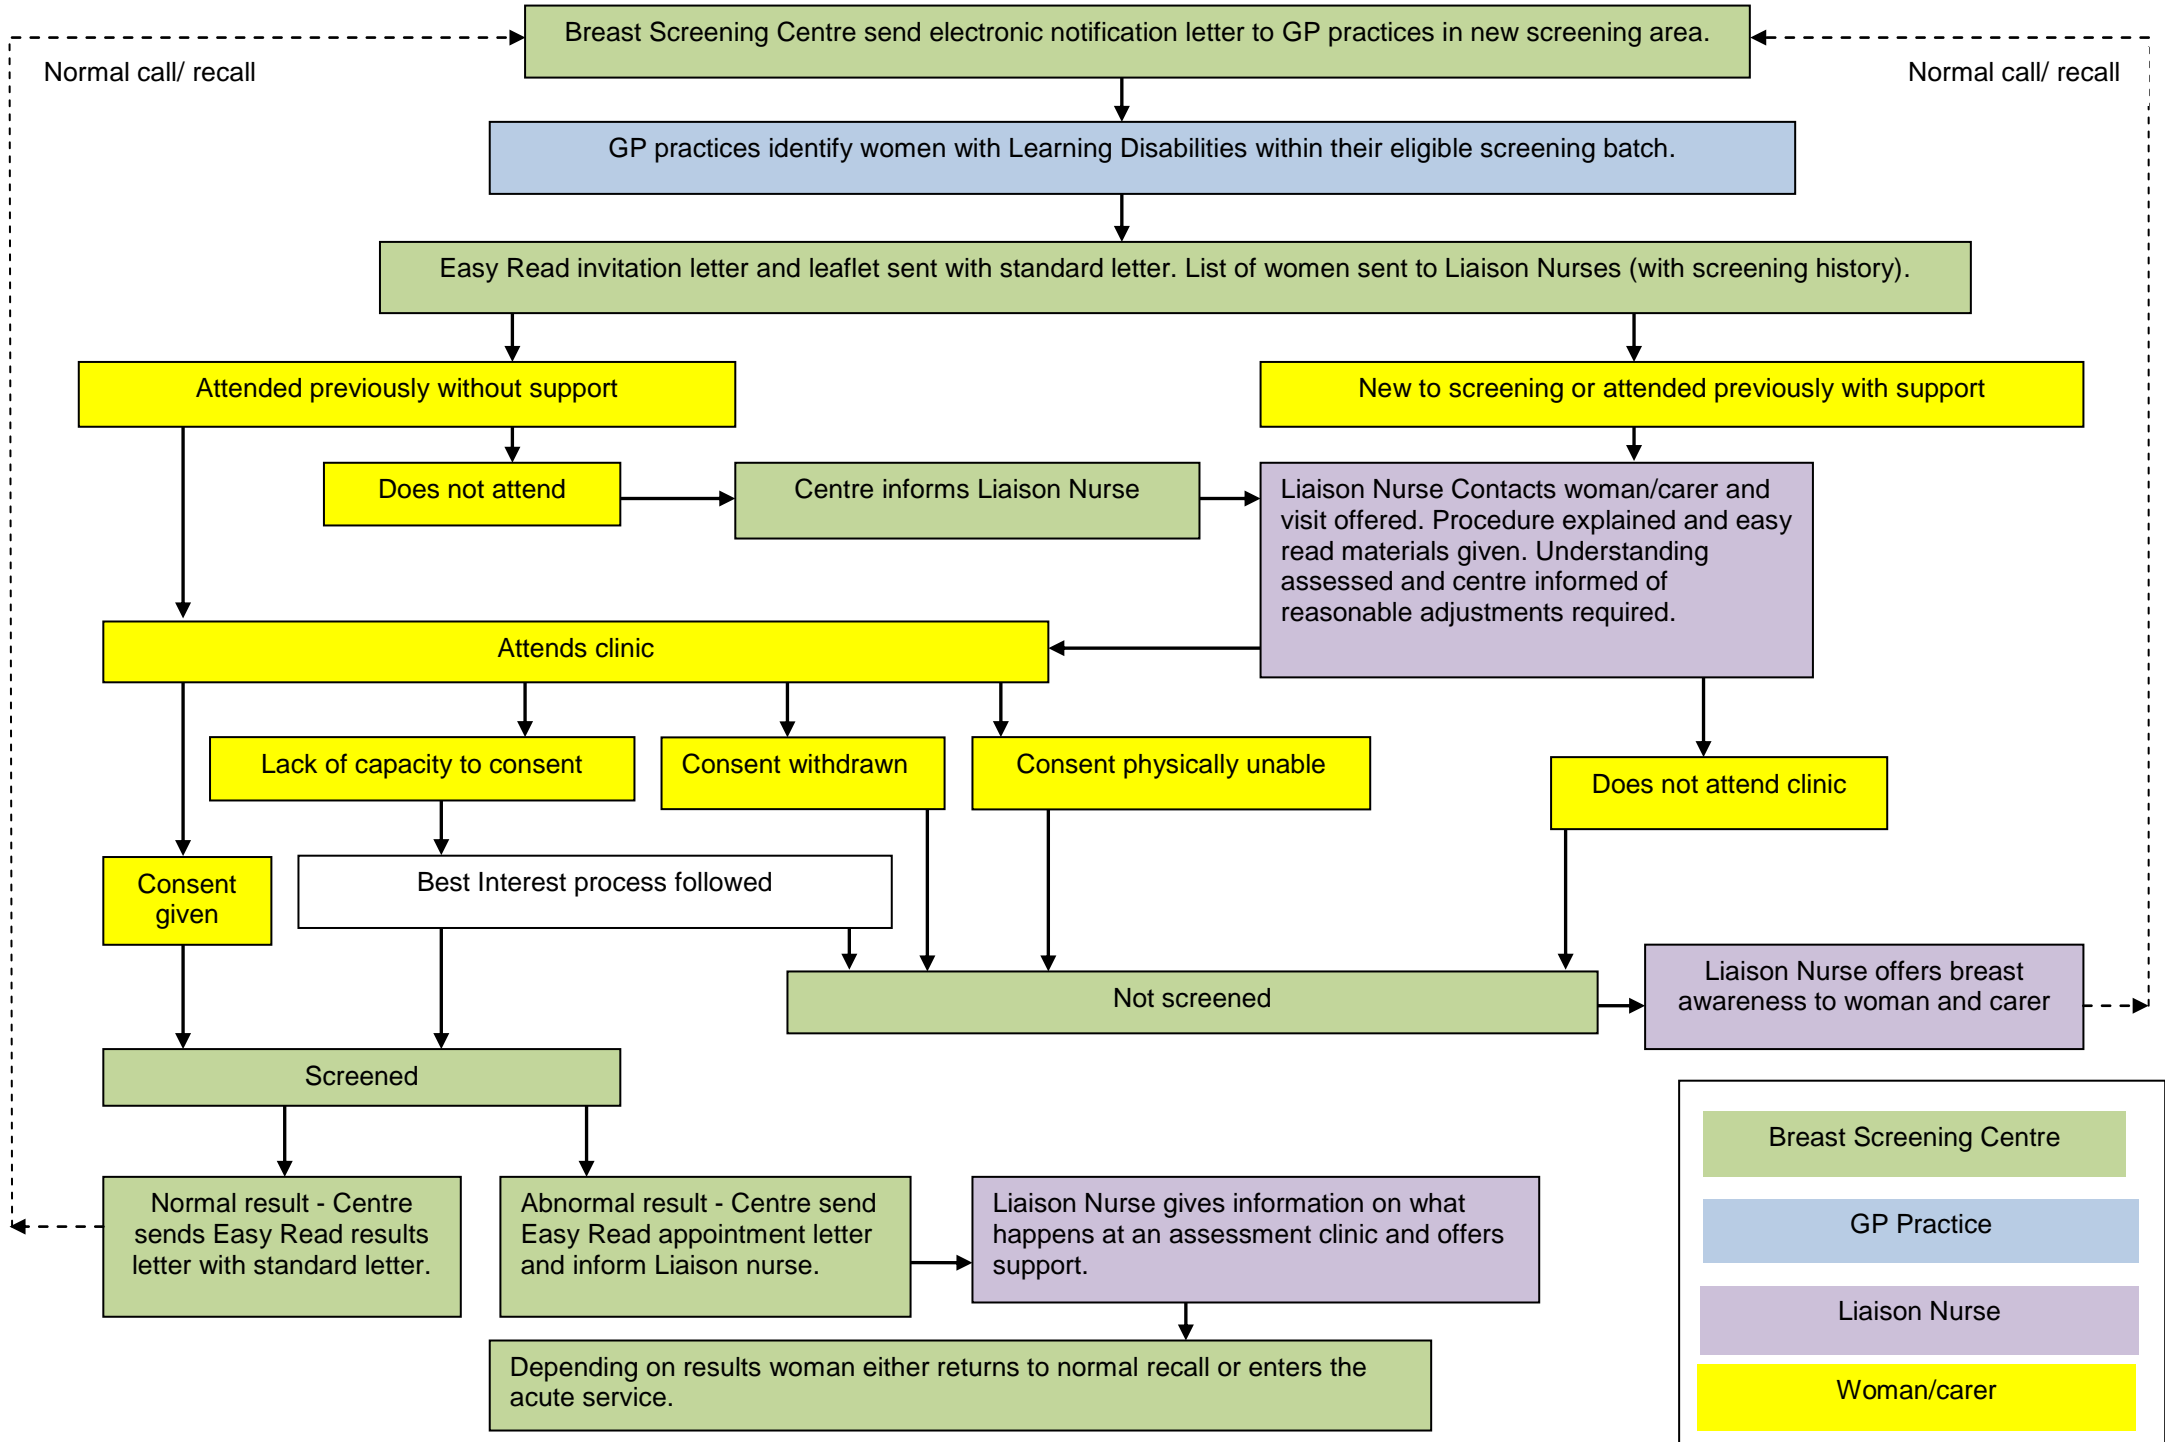 Breast Screening Centre send electronic notification letter to GP practices in new screening area.
Normal call/ recall
Normal call/ recall
GP practices identify women with Learning Disabilities within their eligible screening batch.
Easy Read invitation letter and leaflet sent with standard letter. List of women sent to Liaison Nurses (with screening history).
Attended previously without support
New to screening or attended previously with support
Does not attend
Centre informs Liaison Nurse
Liaison Nurse Contacts woman/carer and
visit offered. Procedure explained and easy
read materials given. Understanding
assessed and centre informed of
reasonable adjustments required.
Attends clinic
Lack of capacity to consent
Consent withdrawn
Consent physically unable
Does not attend clinic
Consent
given
Best Interest process followed
Not screened
Liaison Nurse offers breast
awareness to woman and carer
Screened
Normal result - Centre
sends Easy Read results
letter with standard letter.
Abnormal result - Centre send
Easy Read appointment letter
and inform Liaison nurse.
Liaison Nurse gives information on what
happens at an assessment clinic and offers
support.
Depending on results woman either returns to normal recall or enters the
acute service.
Breast Screening Centre
GP Practice
Liaison Nurse
Woman/carer